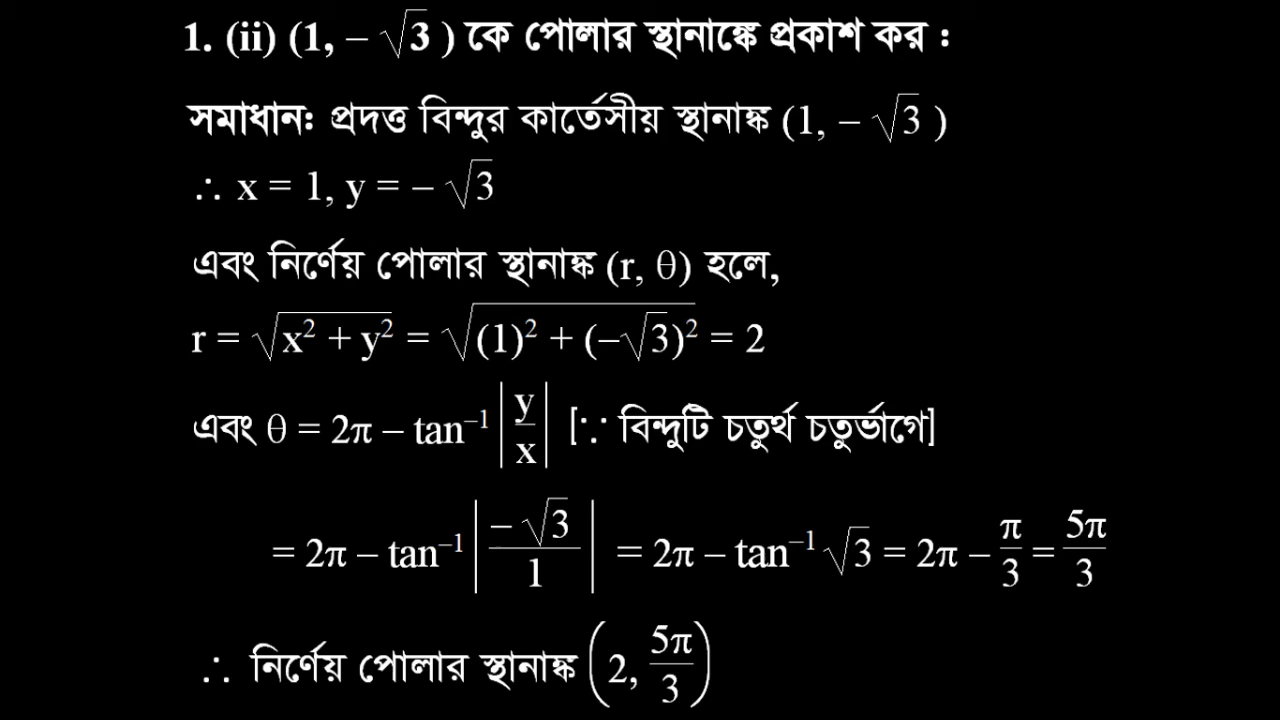 1. (ii) (1, – √3 ) কে পোলার স্থানাঙ্কে প্রকাশ কর :
সমাধান: প্রদত্ত বিন্দুর কার্তেসীয় স্থানাঙ্ক (1, – √3 )
∴ x = 1, y = – √3
এবং নির্ণেয় পোলার স্থানাঙ্ক (r, θ) হলে,
r = √(x² + y²) = √((1)² + (–√3)²) = 2
এবং θ = 2π – tan⁻¹ |y/x| [∵ বিন্দুটি চতুর্থ চতুর্ভাগে]
= 2π – tan⁻¹ |– √3/1| = 2π – tan⁻¹ √3 = 2π – π/3 = 5π/3
∴ নির্ণেয় পোলার স্থানাঙ্ক (2, 5π/3)